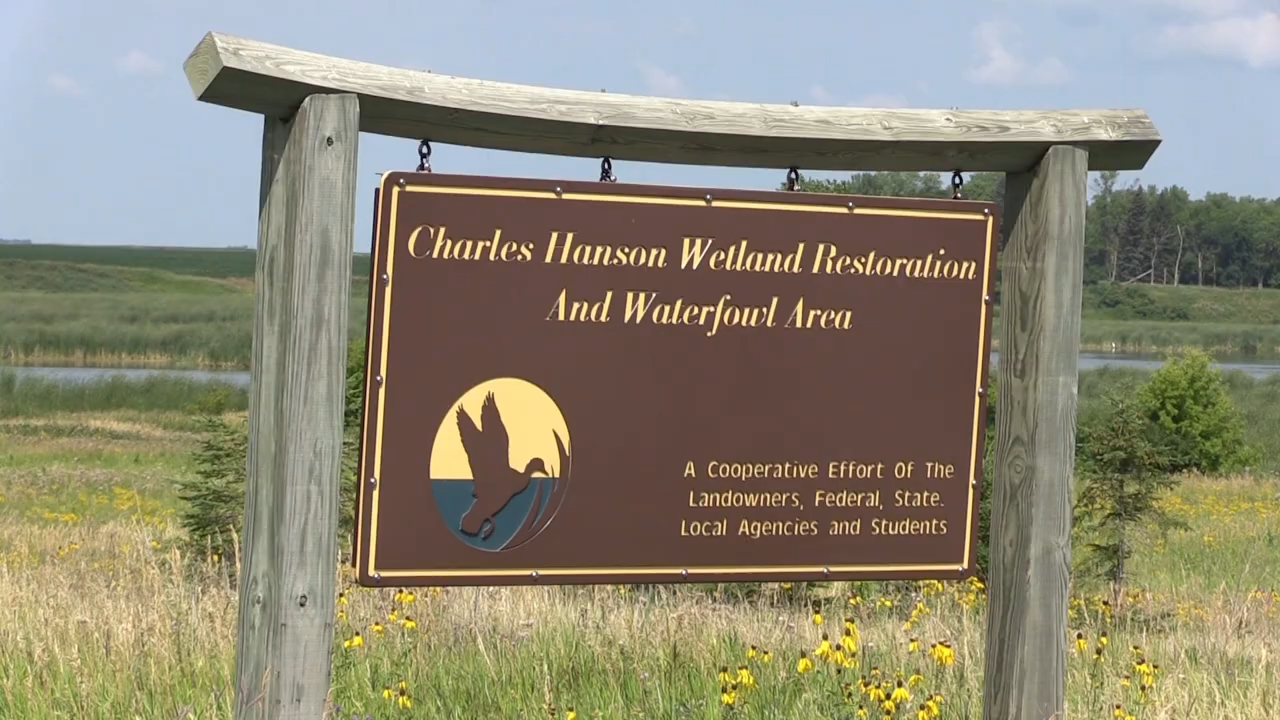 Charles Hanson Wetland Restoration
And Waterfowl Area
A Cooperative Effort Of The
Landowners, Federal, State.
Local Agencies and Students